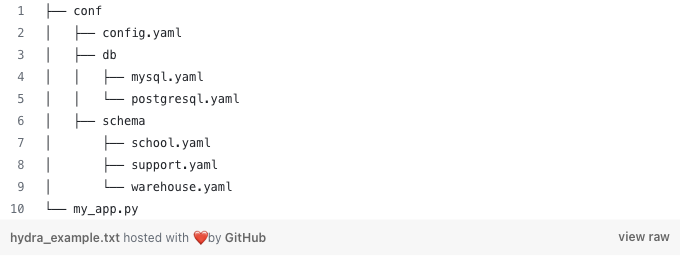 1 ├── conf
2 │   ├── config.yaml
3 │   ├── db
4 │   │   ├── mysql.yaml
5 │   │   └── postgresql.yaml
6 │   ├── schema
7 │       ├── school.yaml
8 │       ├── support.yaml
9 │       └── warehouse.yaml
10 └── my_app.py
hydra_example.txt hosted with ❤️by GitHub view raw